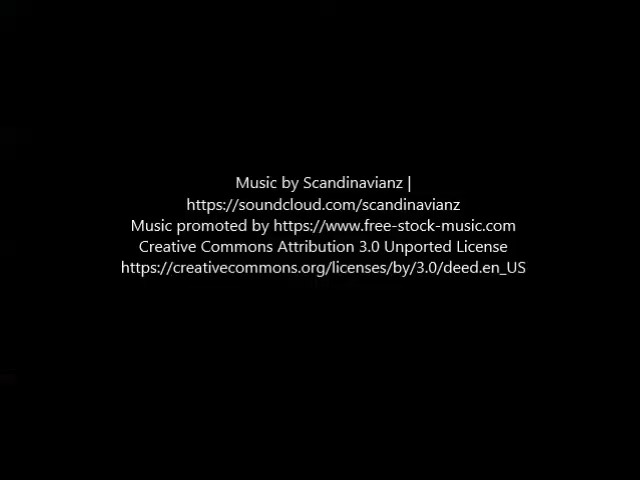 Music by Scandinavianz |
https://soundcloud.com/scandinavianz
Music promoted by https://www.free-stock-music.com
Creative Commons Attribution 3.0 Unported License
https://creativecommons.org/licenses/by/3.0/deed.en_US